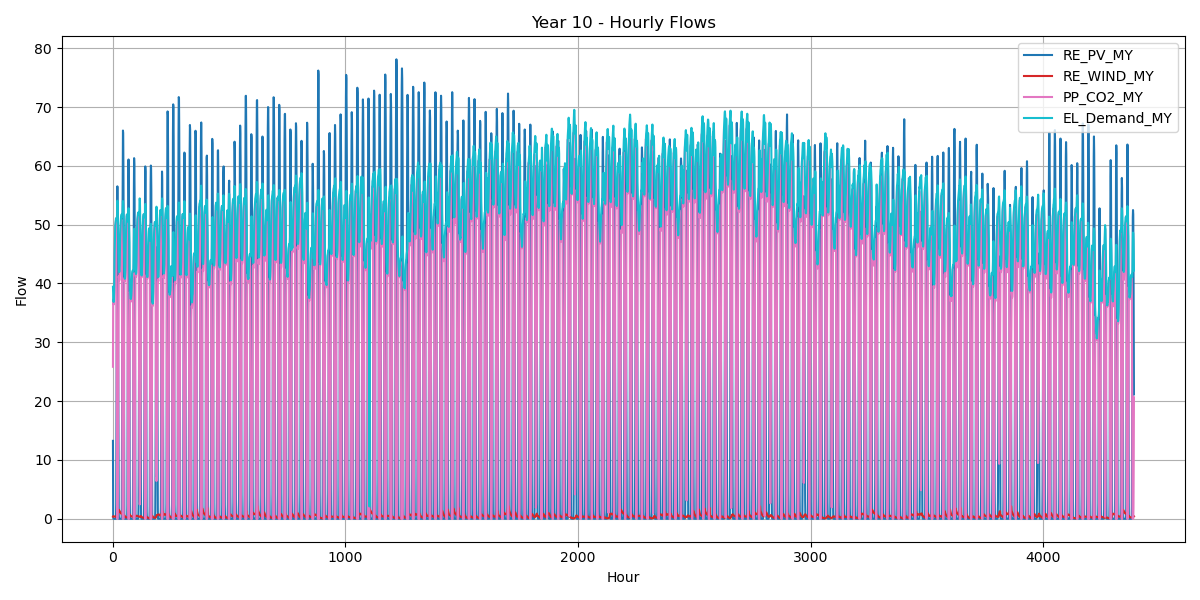 Year 10 - Hourly Flows
RE_PV_MY
RE_WIND_MY
PP_CO2_MY
EL_Demand_MY
Flow
80
70
60
50
40
30
20
10
0
0 1000 2000 3000 4000
Hour